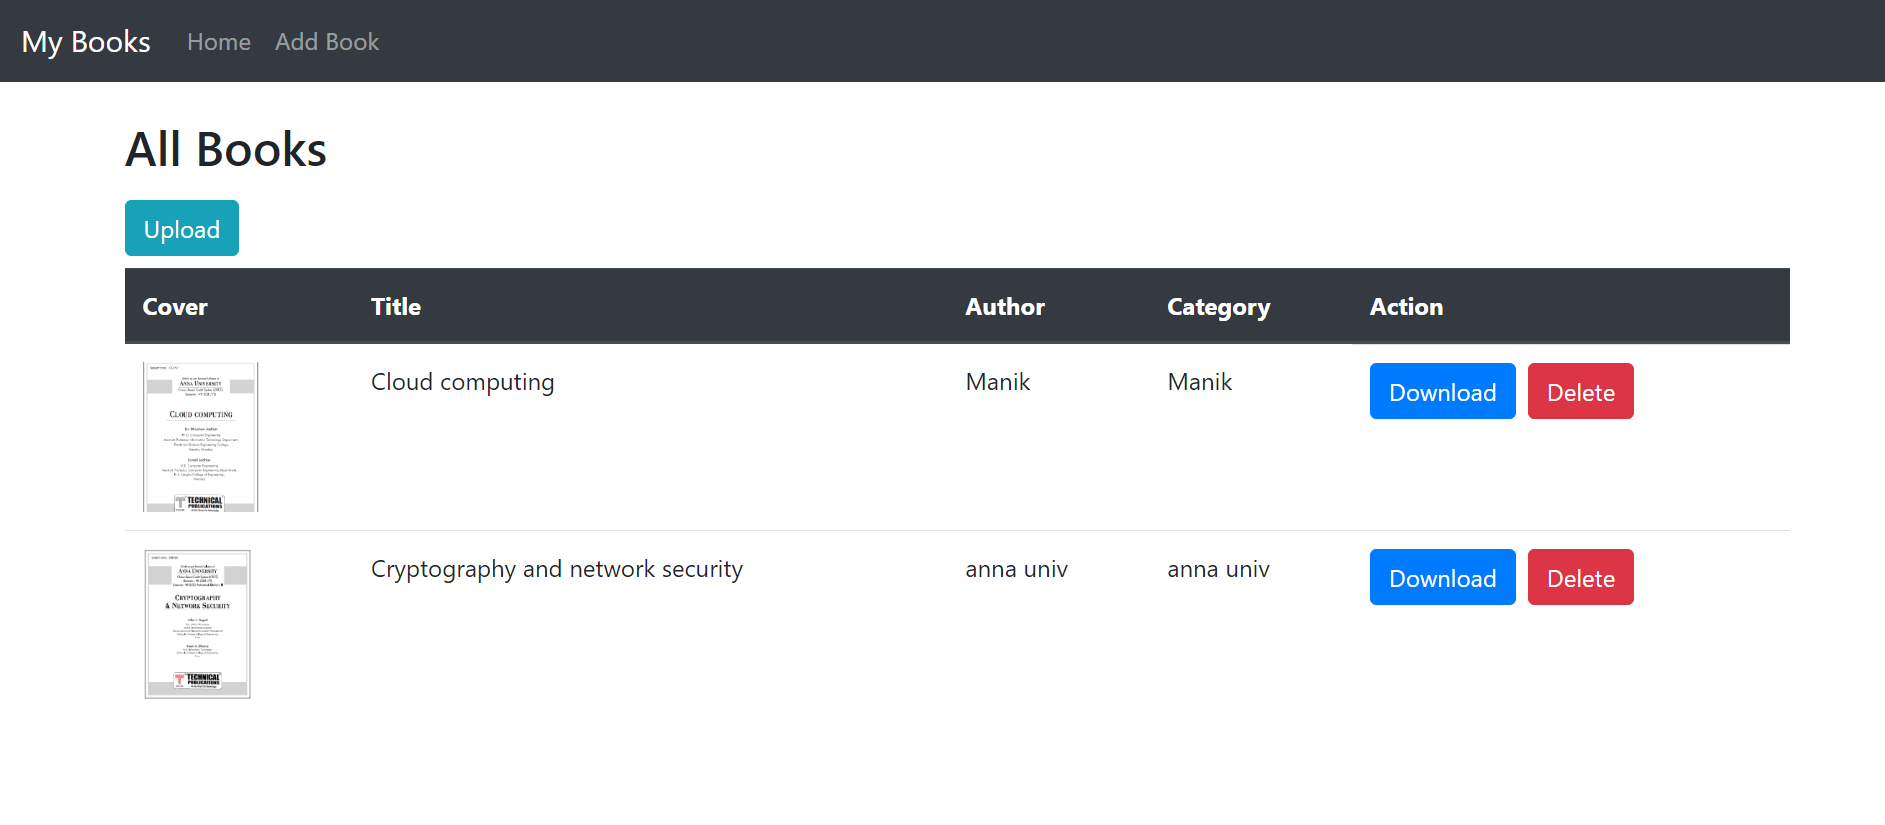 My Books Home Add Book
All Books
Upload
Cover Title Author Category Action
Cloud computing Manik Manik Download Delete
ANNA UNIVERSITY
CLOUD COMPUTING
TECHNICAL
PUBLICATIONS
Cryptography and network security anna univ anna univ Download Delete
ANNA UNIVERSITY
CRYPTOGRAPHY
& NETWORK SECURITY
TECHNICAL
PUBLICATIONS